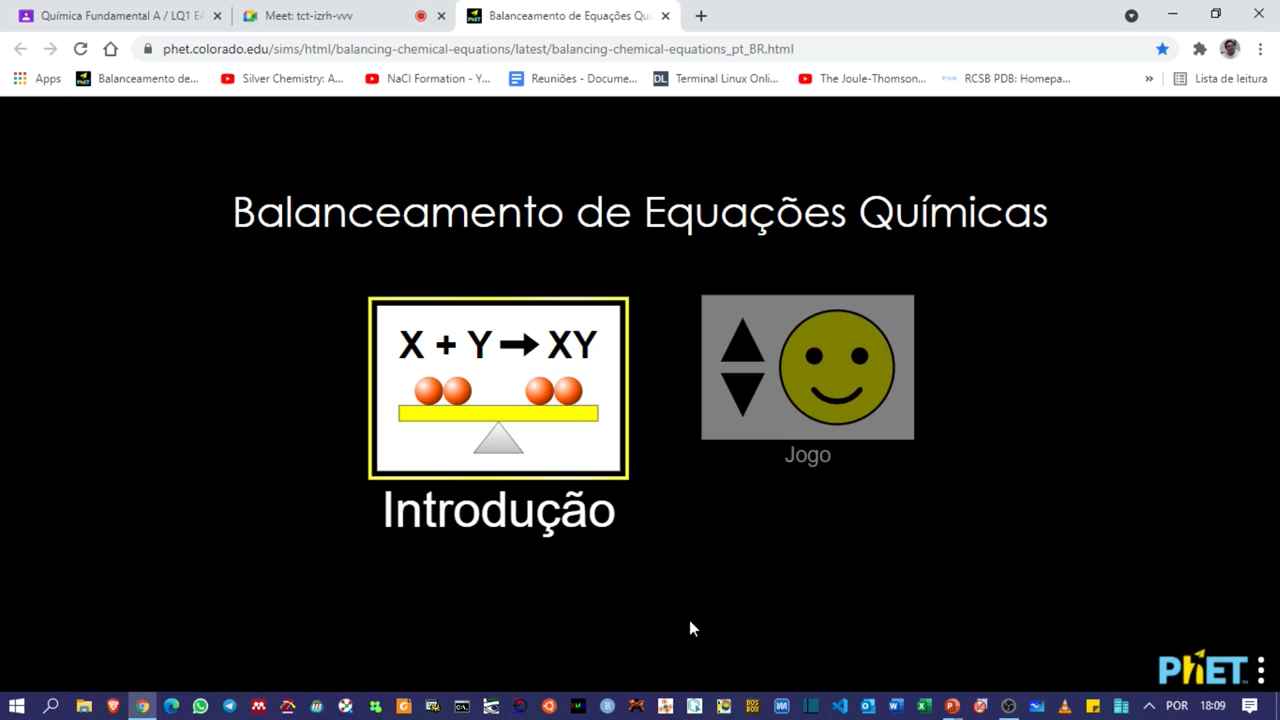 Química Fundamental A / LQ1 EA
Meet: tct-izrh-vvv
Balanceamento de Equações Qu
phet.colorado.edu/sims/html/balancing-chemical-equations/latest/balancing-chemical-equations_pt_BR.html
Apps
Balanceamento de...
Silver Chemistry: A...
NaCl Formation - Y...
Reuniões - Docume...
DL
Terminal Linux Onli...
The Joule-Thomson...
RCSB PDB: Homepa...
»
Lista de leitura
Balanceamento de Equações Químicas
X + Y → XY
Introdução
Jogo
PhET
POR
18:09